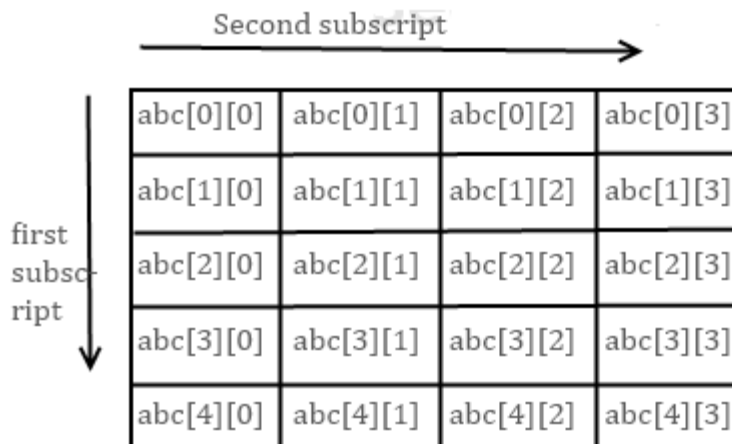 Second subscript
abc[0][0] abc[0][1] abc[0][2] abc[0][3]
abc[1][0] abc[1][1] abc[1][2] abc[1][3]
first
subsc-
ript
abc[2][0] abc[2][1] abc[2][2] abc[2][3]
abc[3][0] abc[3][1] abc[3][2] abc[3][3]
abc[4][0] abc[4][1] abc[4][2] abc[4][3]